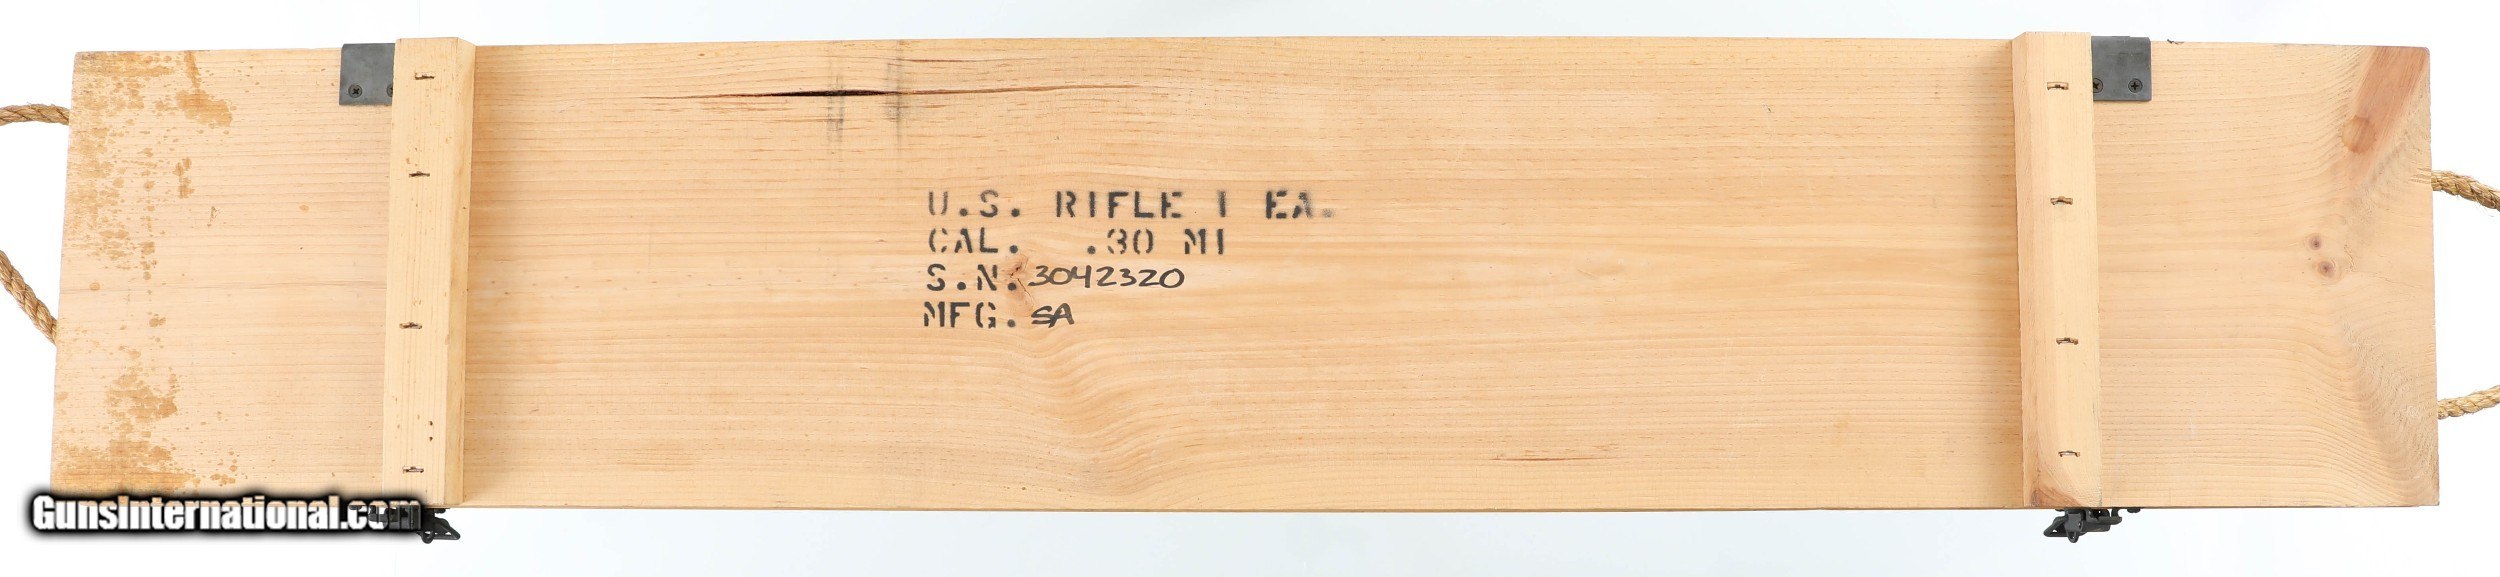 U.S. RIFLE 1 EA.
CAL. .30 M1
S.N. 3042320
MFG. SA
GunsInternational.com